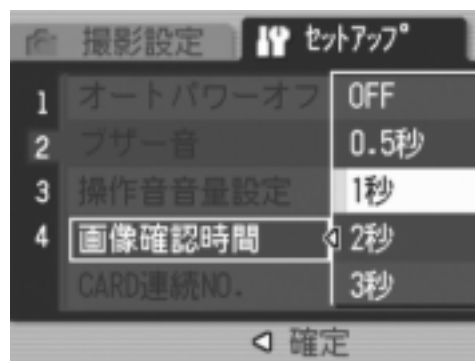 撮影設定 セットアップ
1 オートパワーオフ OFF
2 ブザー音 0.5秒
3 操作音音量設定 1秒
4 画像確認時間 2秒
CARD連続NO. 3秒
確定